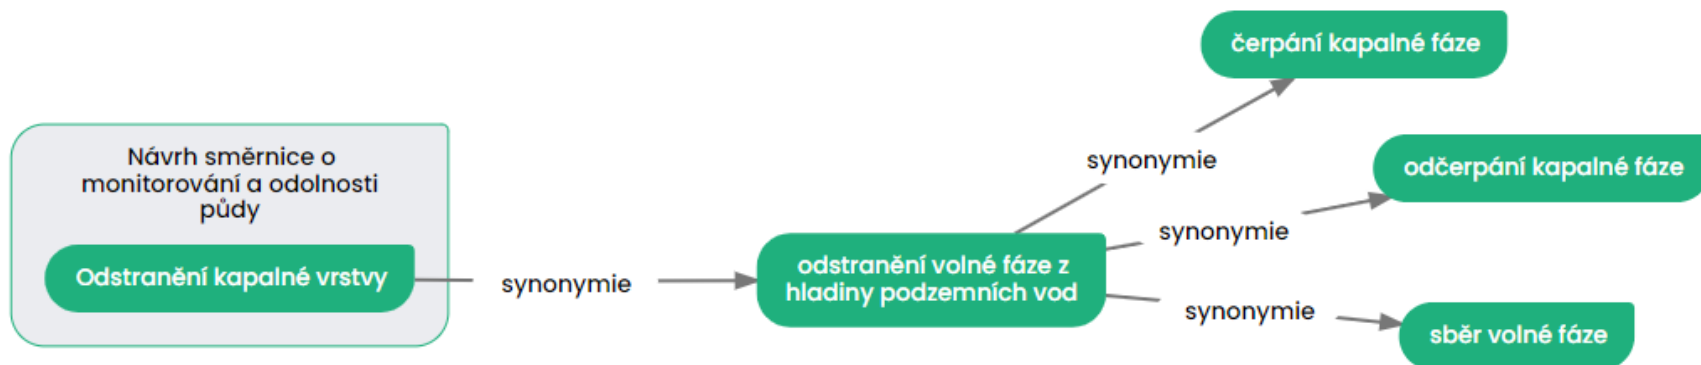 čerpání kapalné fáze
Návrh směrnice o
monitorování a odolnosti
půdy
synonymie
odčerpání kapalné fáze
synonymie
Odstranění kapalné vrstvy
synonymie
odstranění volné fáze z
hladiny podzemních vod
synonymie
sběr volné fáze